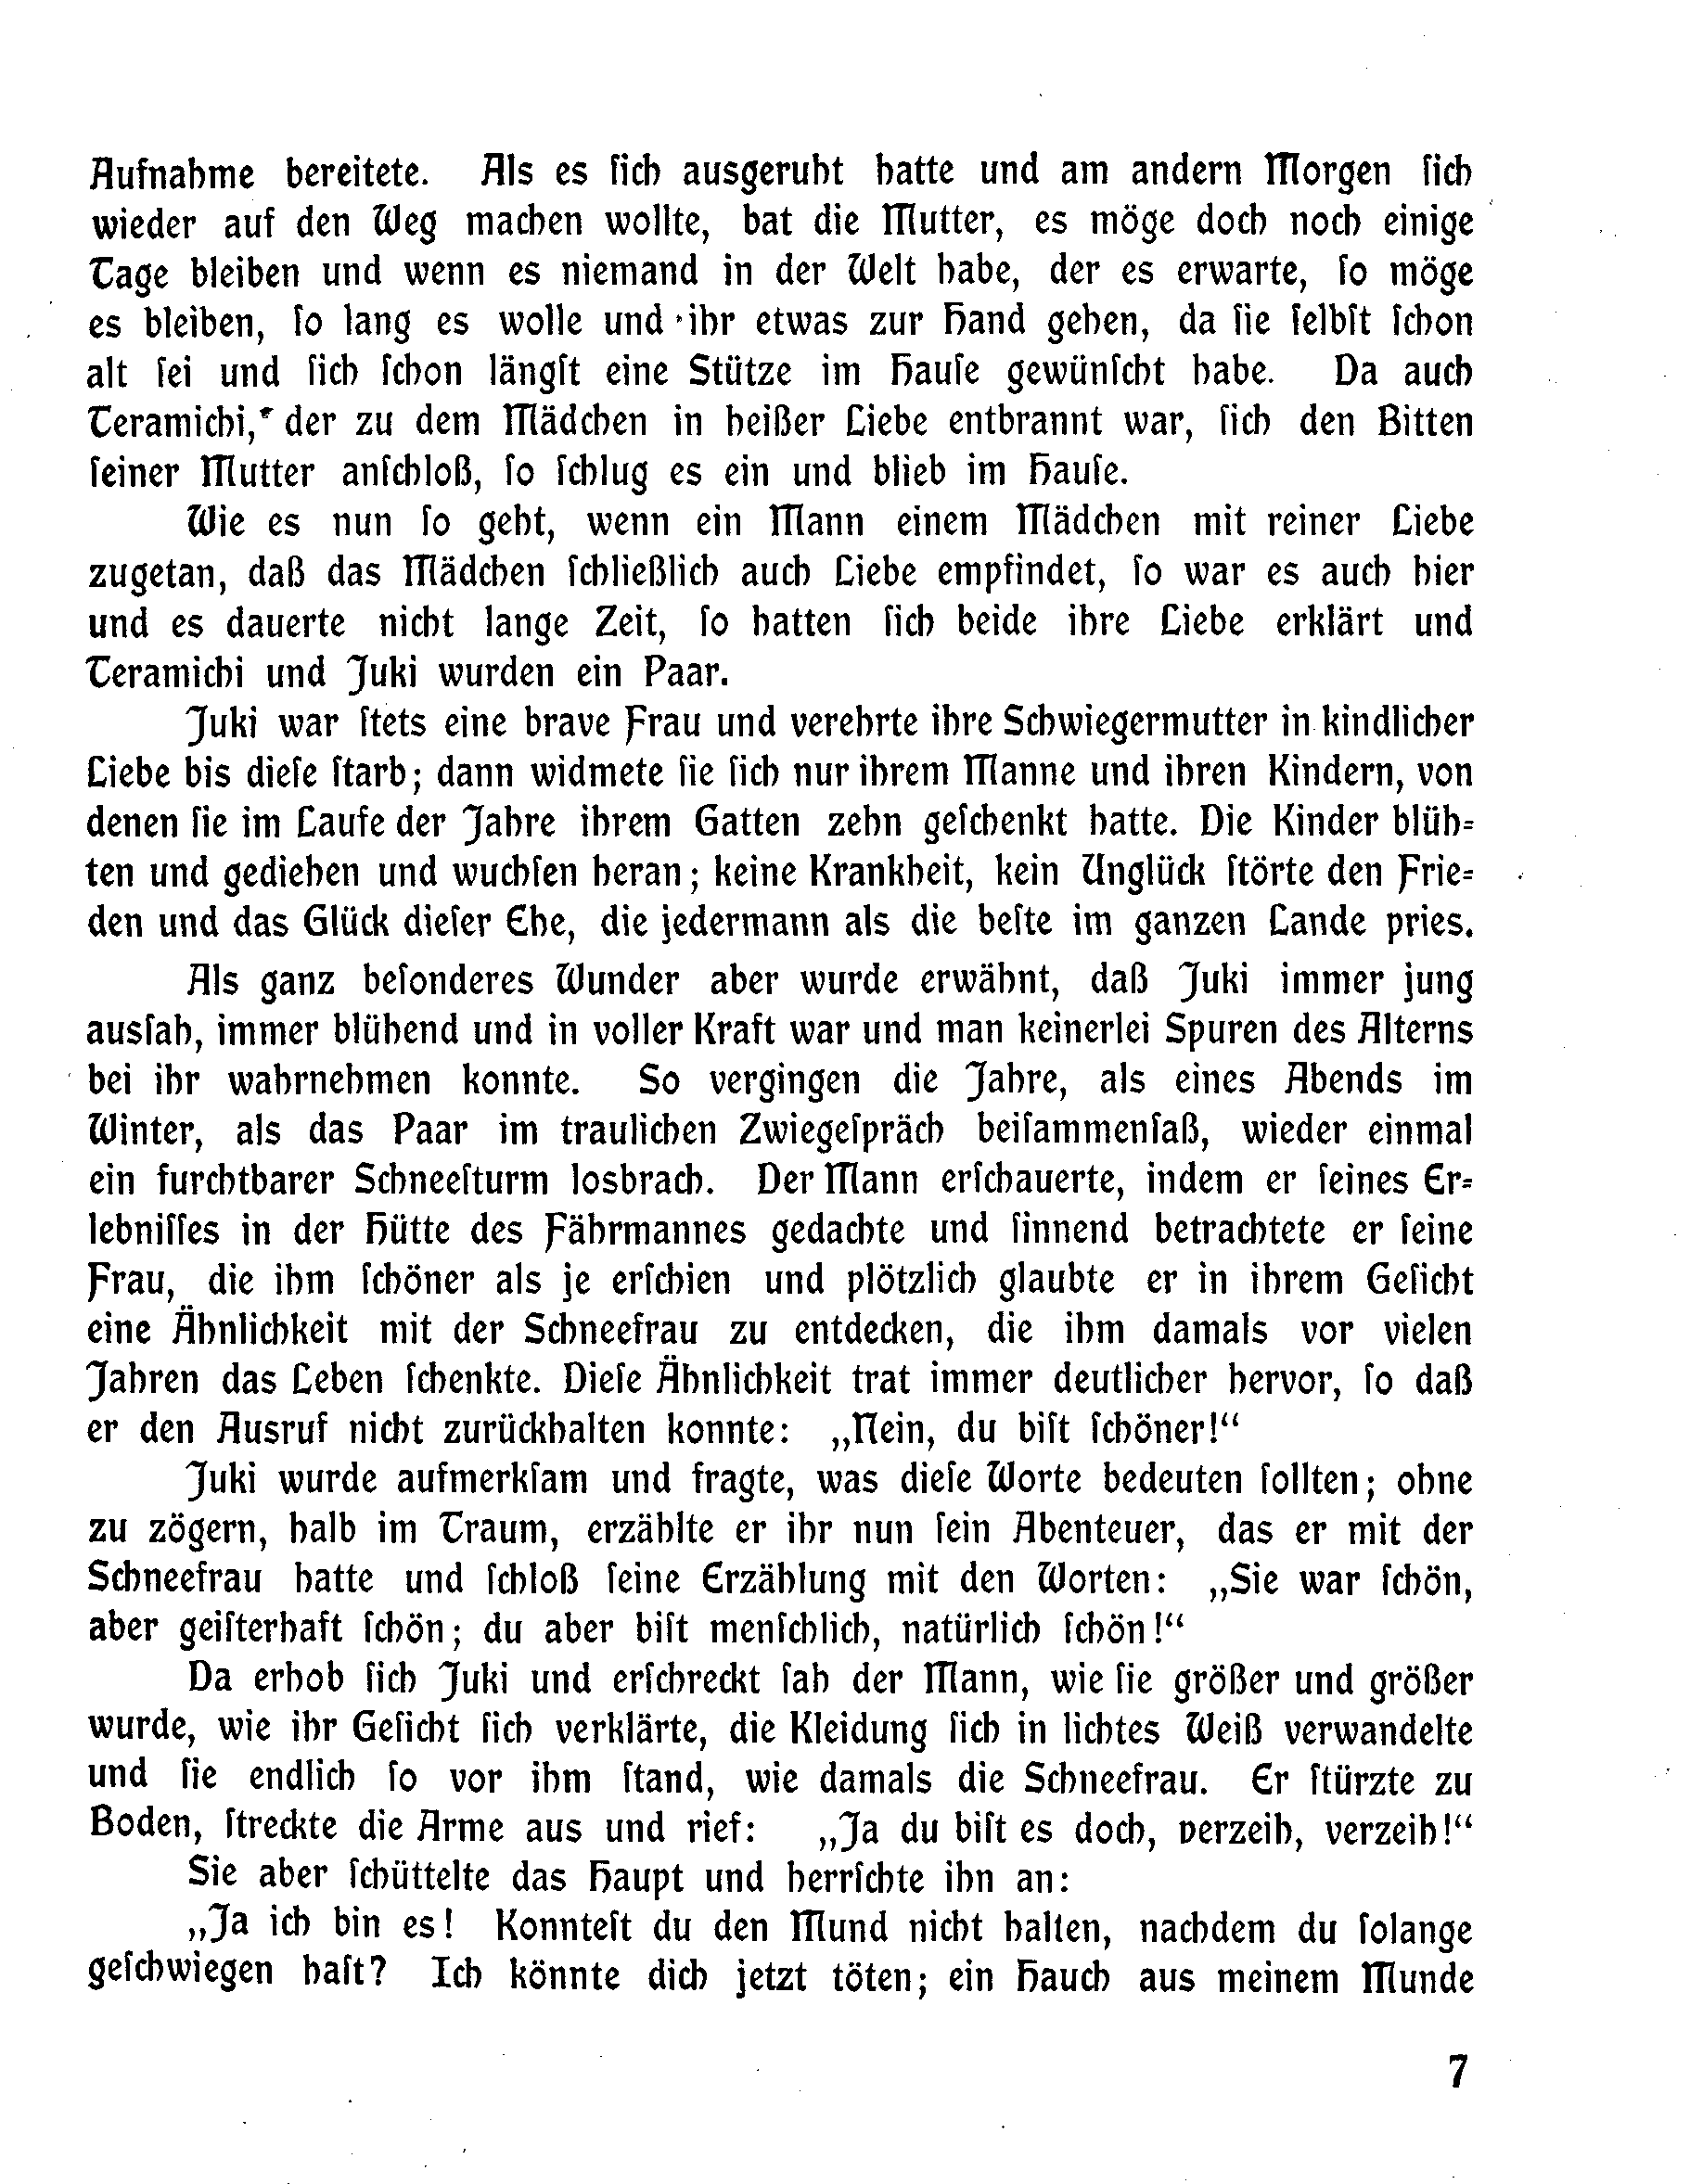 Aufnahme bereitete. Als es ſich ausgeruht hatte und am andern Morgen ſich
wieder auf den Weg machen wollte, bat die Mutter, es möge doch noch einige
Tage bleiben und wenn es niemand in der Welt habe, der es erwarte, ſo möge
es bleiben, ſo lang es wolle und ihr etwas zur Hand gehen, da ſie ſelbſt ſchon
alt ſei und ſich ſchon längſt eine Stütze im Hauſe gewünſcht habe. Da auch
Teramichi, der zu dem Mädchen in heißer Liebe entbrannt war, ſich den Bitten
ſeiner Mutter anſchloß, ſo ſchlug es ein und blieb im Hauſe.
Wie es nun ſo geht, wenn ein Mann einem Mädchen mit reiner Liebe
zugetan, daß das Mädchen ſchließlich auch Liebe empfindet, ſo war es auch hier
und es dauerte nicht lange Zeit, ſo hatten ſich beide ihre Liebe erklärt und
Teramichi und Juki wurden ein Paar.
Juki war ſtets eine brave Frau und verehrte ihre Schwiegermutter in kindlicher
Liebe bis dieſe ſtarb; dann widmete ſie ſich nur ihrem Manne und ihren Kindern, von
denen ſie im Laufe der Jahre ihrem Gatten zehn geſchenkt hatte. Die Kinder blüh-
ten und gediehen und wuchſen heran; keine Krankheit, kein Unglück ſtörte den Frie-
den und das Glück dieſer Ehe, die jedermann als die beſte im ganzen Lande pries.
Als ganz beſonderes Wunder aber wurde erwähnt, daß Juki immer jung
ausſah, immer blühend und in voller Kraft war und man keinerlei Spuren des Alterns
bei ihr wahrnehmen konnte. So vergingen die Jahre, als eines Abends im
Winter, als das Paar im traulichen Zwiegeſpräch beiſammenſaß, wieder einmal
ein furchtbarer Schneeſturm losbrach. Der Mann erſchauerte, indem er ſeines Er-
lebniſſes in der Hütte des Fährmannes gedachte und ſinnend betrachtete er ſeine
Frau, die ihm ſchöner als je erſchien und plötzlich glaubte er in ihrem Geſicht
eine Ähnlichkeit mit der Schneefrau zu entdecken, die ihm damals vor vielen
Jahren das Leben ſchenkte. Dieſe Ähnlichkeit trat immer deutlicher hervor, ſo daß
er den Ausruf nicht zurückhalten konnte: „Nein, du biſt ſchöner!“
Juki wurde aufmerkſam und fragte, was dieſe Worte bedeuten ſollten; ohne
zu zögern, halb im Traum, erzählte er ihr nun ſein Abenteuer, das er mit der
Schneefrau hatte und ſchloß ſeine Erzählung mit den Worten: „Sie war ſchön,
aber geiſterhaft ſchön; du aber biſt menſchlich, natürlich ſchön!“
Da erhob ſich Juki und erſchreckt ſah der Mann, wie ſie größer und größer
wurde, wie ihr Geſicht ſich verklärte, die Kleidung ſich in lichtes Weiß verwandelte
und ſie endlich ſo vor ihm ſtand, wie damals die Schneefrau. Er ſtürzte zu
Boden, ſtreckte die Arme aus und rief: „Ja du biſt es doch, verzeih, verzeih!“
Sie aber ſchüttelte das Haupt und herrſchte ihn an:
„Ja ich bin es! Konnteſt du den Mund nicht halten, nachdem du ſolange
geſchwiegen haſt? Ich könnte dich jetzt töten; ein Hauch aus meinem Munde
7